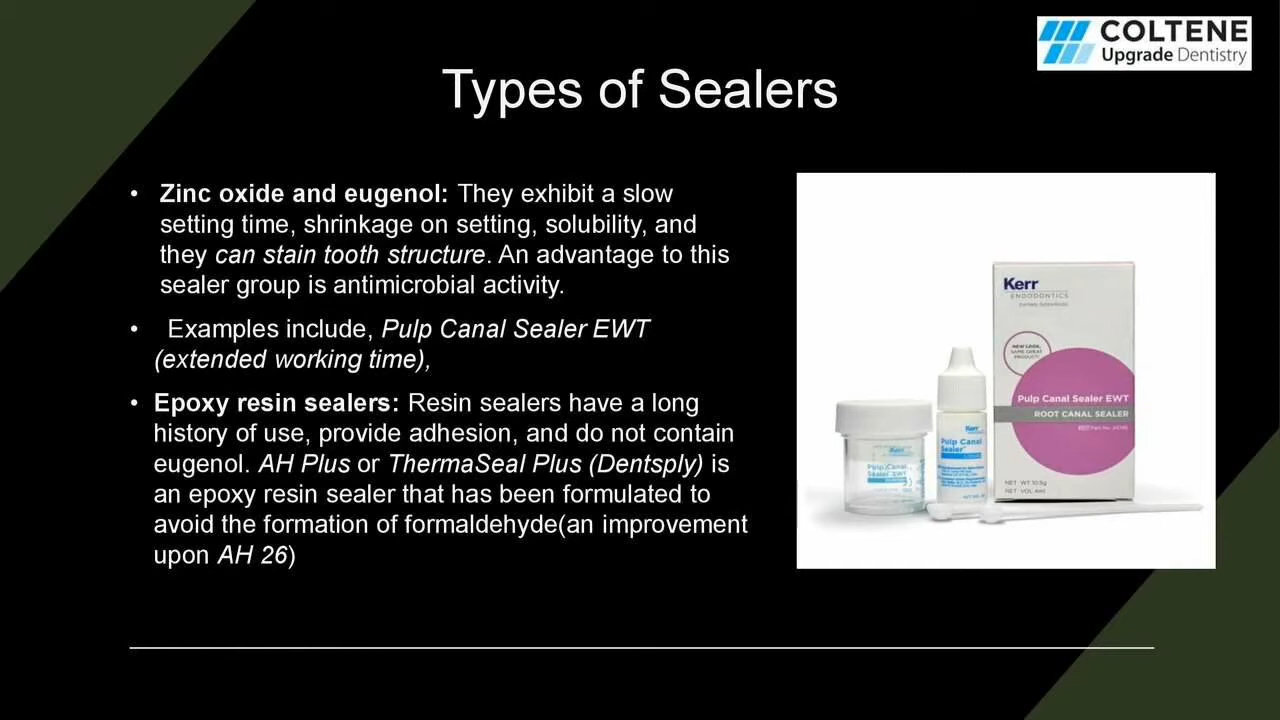 COLTENE
Upgrade Dentistry
Types of Sealers
• Zinc oxide and eugenol: They exhibit a slow
setting time, shrinkage on setting, solubility, and
they can stain tooth structure. An advantage to this
sealer group is antimicrobial activity.
• Examples include, Pulp Canal Sealer EWT
(extended working time),
• Epoxy resin sealers: Resin sealers have a long
history of use, provide adhesion, and do not contain
eugenol. AH Plus or ThermaSeal Plus (Dentsply) is
an epoxy resin sealer that has been formulated to
avoid the formation of formaldehyde(an improvement
upon AH 26)
Kerr
ENDODONTICS
NEW LOOK,
SAME GREAT
PRODUCT!
Pulp Canal Sealer EWT
ROOT CANAL SEALER
NET WT 10.5g
NET VOL 4ml
Kerr
Pulp Canal
Sealer
Kerr
Pulp Canal
Sealer EWT